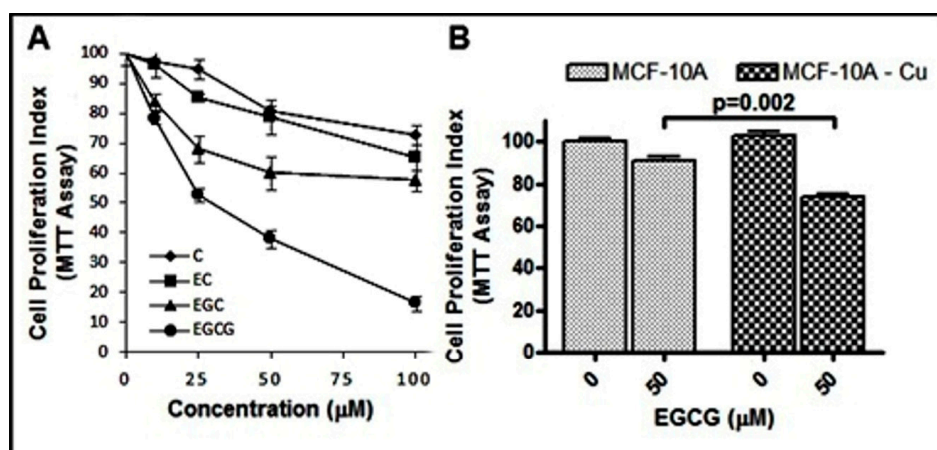 A
Cell Proliferation Index
(MTT Assay)
100
90
80
70
60
50
40
30
20
10
0
C
EC
EGC
EGCG
0 25 50 75 100
Concentration (μM)
B
MCF-10A MCF-10A - Cu
p=0.002
Cell Proliferation Index
(MTT Assay)
100
80
60
40
20
0
0 50 0 50
EGCG (μM)